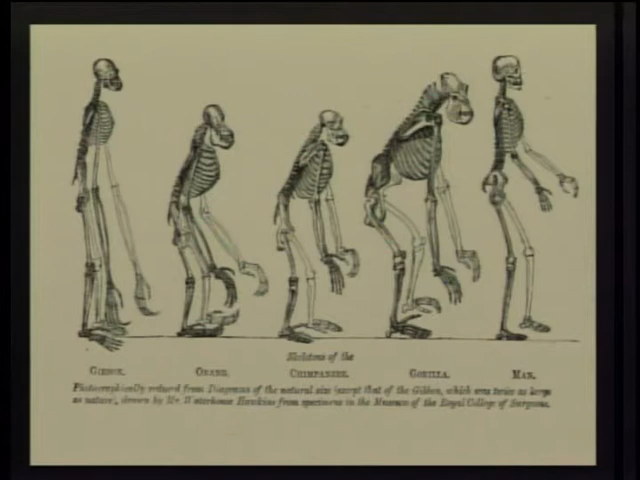 Skeletons of the
GIBBON. ORANG. CHIMPANZEE. GORILLA. MAN.
Photographically reduced from Diagrams of the natural size (except that of the Gibbon, which was twice as large
as nature), drawn by Mr. Waterhouse Hawkins from specimens in the Museum of the Royal College of Surgeons.